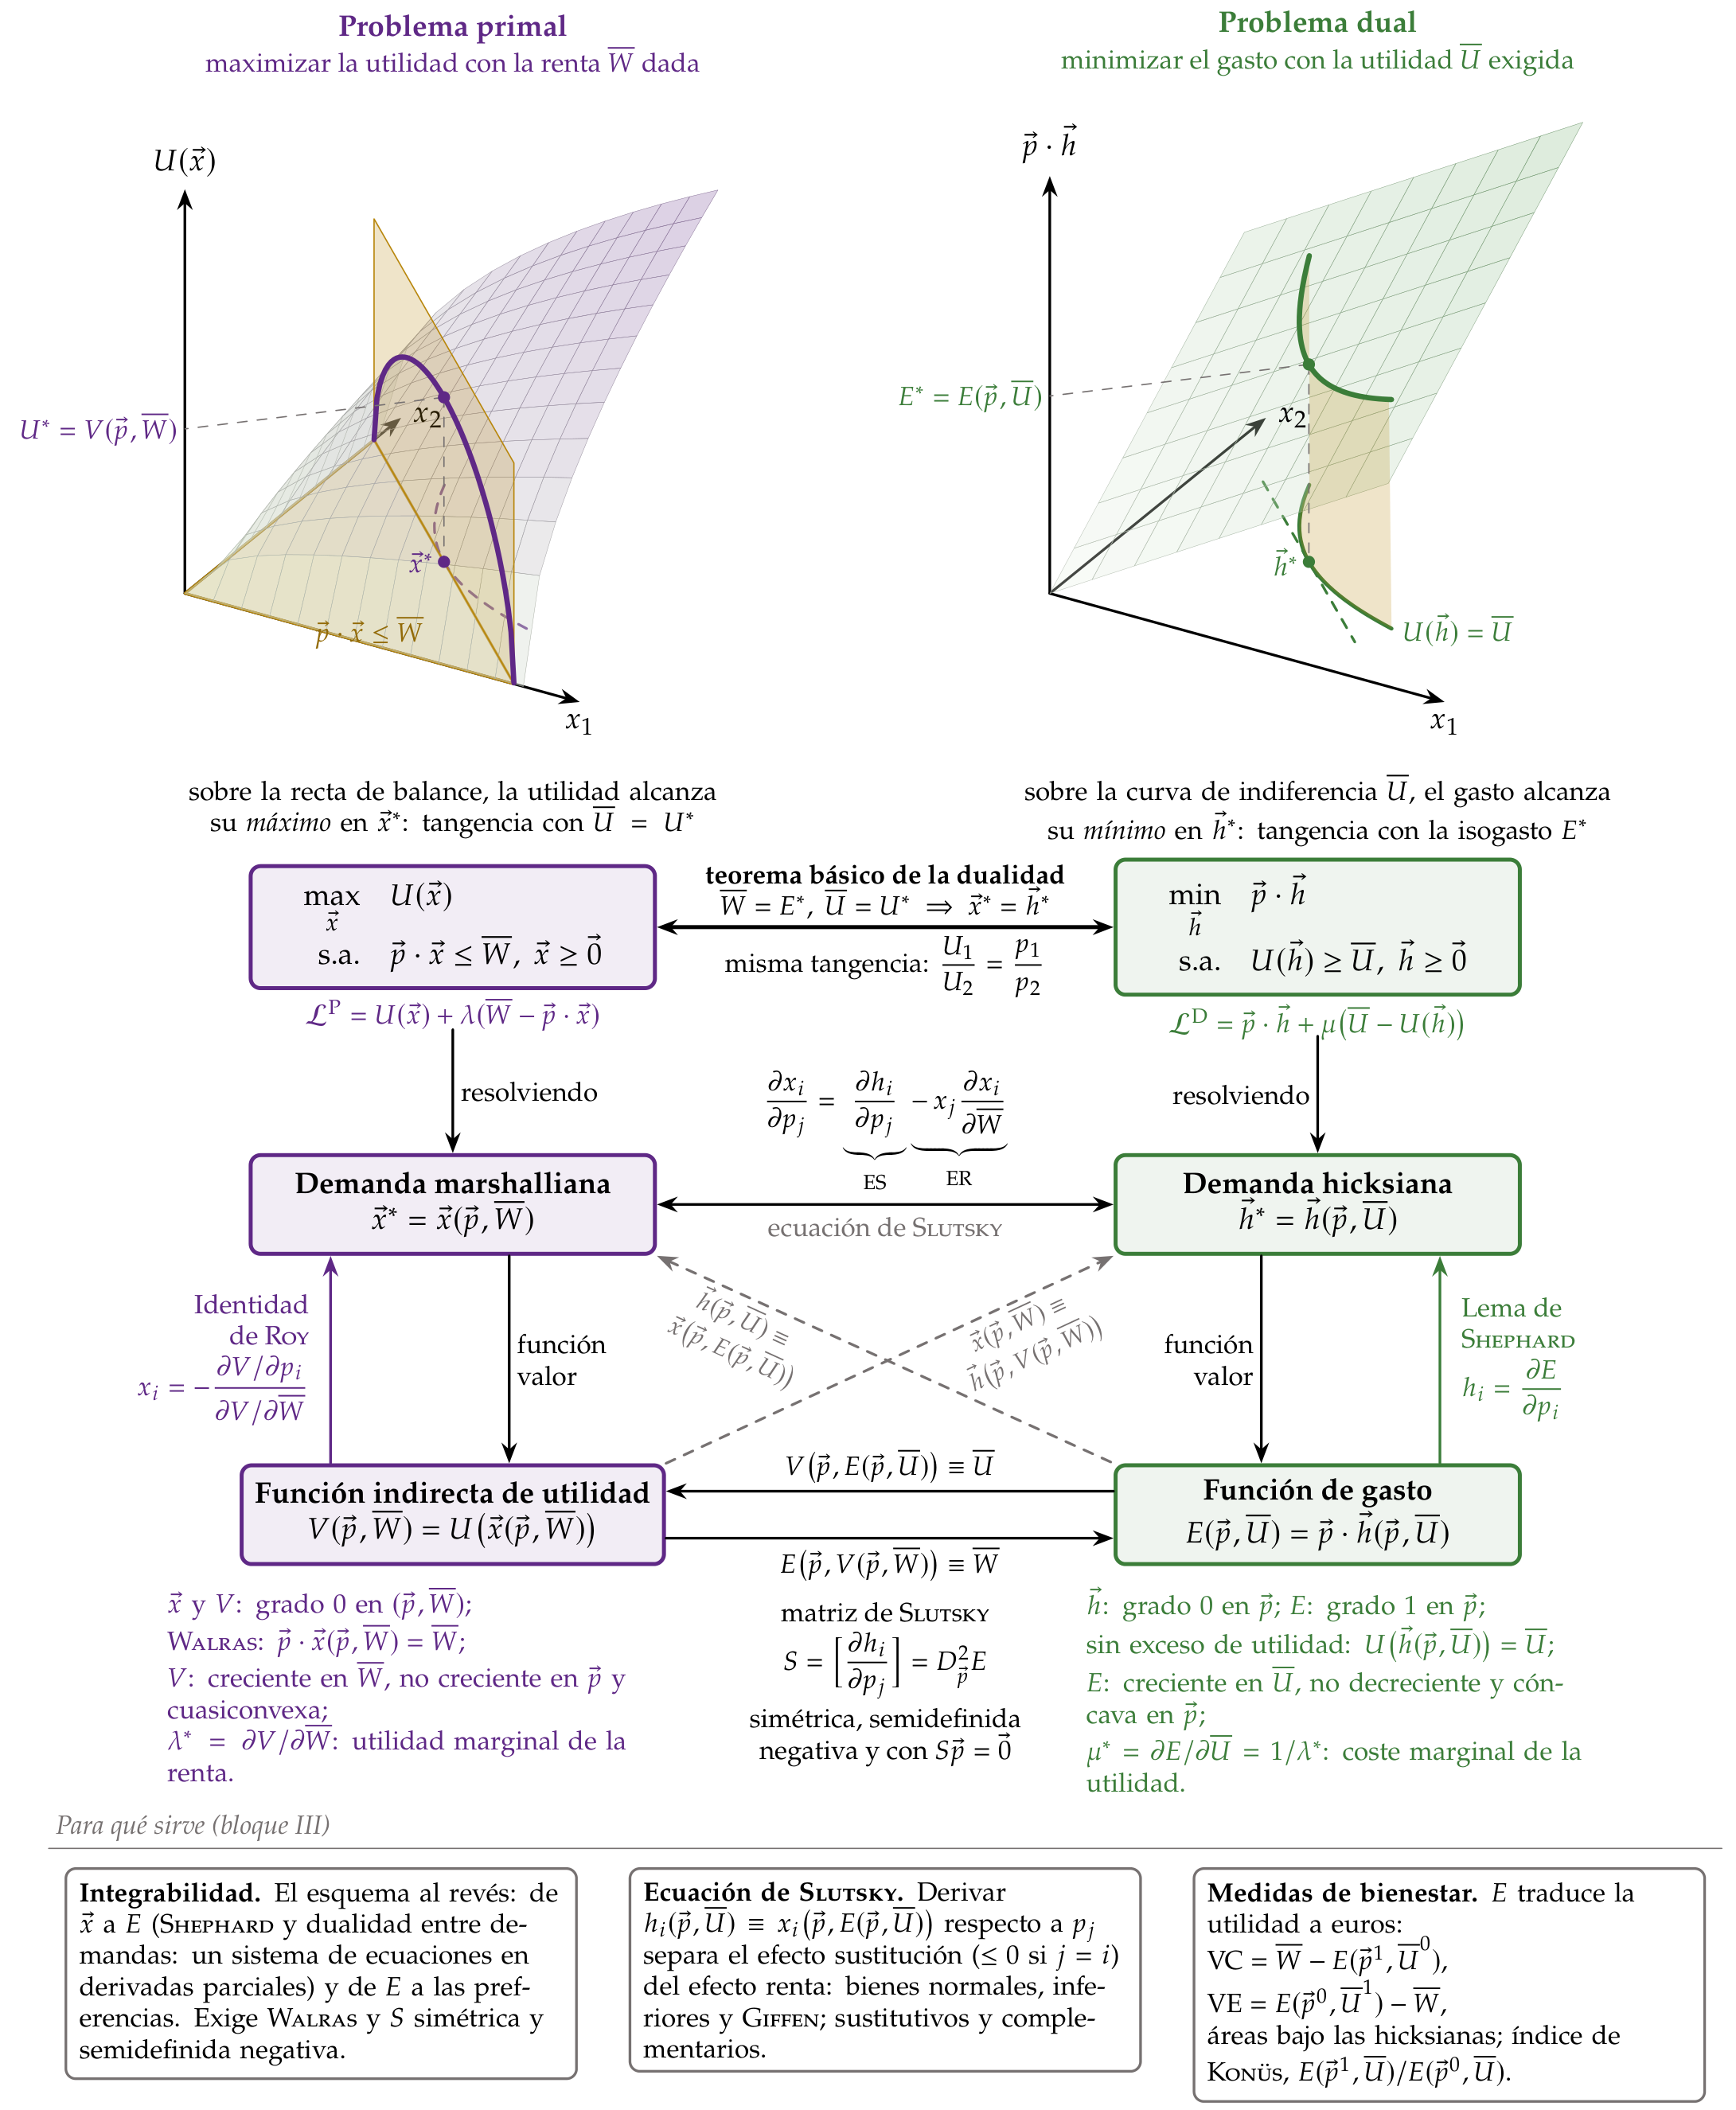 Problema primal
maximizar la utilidad con la renta W̅ dada
Problema dual
minimizar el gasto con la utilidad U̅ exigida
U(x⃗)
x₂
U* = V(p⃗, W̅)
x⃗*
p⃗ · x⃗ ≤ W̅
x₁
p⃗ · h⃗
E* = E(p⃗, U̅)
x₂
h⃗*
U(h⃗) = U̅
x₁
sobre la recta de balance, la utilidad alcanza
su máximo en x⃗*: tangencia con U̅ = U*
sobre la curva de indiferencia U̅, el gasto alcanza
su mínimo en h⃗*: tangencia con la isogasto E*
max U(x⃗)
x⃗
s.a. p⃗ · x⃗ ≤ W̅, x⃗ ≥ 0⃗
teorema básico de la dualidad
W̅ = E*, U̅ = U* ⇒ x⃗* = h⃗*
misma tangencia: U₁/U₂ = p₁/p₂
min p⃗ · h⃗
h⃗
s.a. U(h⃗) ≥ U̅, h⃗ ≥ 0⃗
ℒᴾ = U(x⃗) + λ(W̅ − p⃗ · x⃗)
ℒᴰ = p⃗ · h⃗ + μ(U̅ − U(h⃗))
resolviendo
∂xᵢ/∂pⱼ = ∂hᵢ/∂pⱼ − xⱼ ∂xᵢ/∂W̅
ES ER
resolviendo
Demanda marshalliana
x⃗* = x⃗(p⃗, W̅)
ecuación de Slutsky
Demanda hicksiana
h⃗* = h⃗(p⃗, U̅)
Identidad
de Roy
xᵢ = − (∂V/∂pᵢ)/(∂V/∂W̅)
función
valor
h⃗(p⃗, U̅) ≡
x⃗(p⃗, E(p⃗, U̅))
x⃗(p⃗, W̅) ≡
h⃗(p⃗, V(p⃗, W̅))
función
valor
Lema de
Shephard
hᵢ = ∂E/∂pᵢ
Función indirecta de utilidad
V(p⃗, W̅) = U(x⃗(p⃗, W̅))
V(p⃗, E(p⃗, U̅)) ≡ U̅
E(p⃗, V(p⃗, W̅)) ≡ W̅
Función de gasto
E(p⃗, U̅) = p⃗ · h⃗(p⃗, U̅)
x⃗ y V: grado 0 en (p⃗, W̅);
Walras: p⃗ · x⃗(p⃗, W̅) = W̅;
V: creciente en W̅, no creciente en p⃗ y
cuasiconvexa;
λ* = ∂V/∂W̅: utilidad marginal de la
renta.
matriz de Slutsky
S = [∂hᵢ/∂pⱼ] = D²_p⃗ E
simétrica, semidefinida
negativa y con Sp⃗ = 0⃗
h⃗: grado 0 en p⃗; E: grado 1 en p⃗;
sin exceso de utilidad: U(h⃗(p⃗, U̅)) = U̅;
E: creciente en U̅, no decreciente y cón-
cava en p⃗;
μ* = ∂E/∂U̅ = 1/λ*: coste marginal de la
utilidad.
Para qué sirve (bloque III)
Integrabilidad. El esquema al revés: de
x⃗ a E (Shephard y dualidad entre de-
mandas: un sistema de ecuaciones en
derivadas parciales) y de E a las pref-
erencias. Exige Walras y S simétrica y
semidefinida negativa.
Ecuación de Slutsky. Derivar
hᵢ(p⃗, U̅) ≡ xᵢ(p⃗, E(p⃗, U̅)) respecto a pⱼ
separa el efecto sustitución (≤ 0 si j = i)
del efecto renta: bienes normales, infe-
riores y Giffen; sustitutivos y comple-
mentarios.
Medidas de bienestar. E traduce la
utilidad a euros:
VC = W̅ − E(p⃗¹, U̅⁰),
VE = E(p⃗⁰, U̅¹) − W̅,
áreas bajo las hicksianas; índice de
Konüs, E(p⃗¹, U̅)/E(p⃗⁰, U̅).